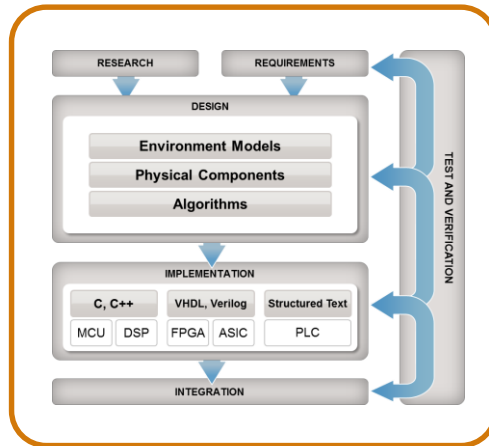 RESEARCH
REQUIREMENTS
DESIGN
Environment Models
Physical Components
Algorithms
IMPLEMENTATION
C, C++
VHDL, Verilog
Structured Text
MCU
DSP
FPGA
ASIC
PLC
INTEGRATION
TEST AND VERIFICATION